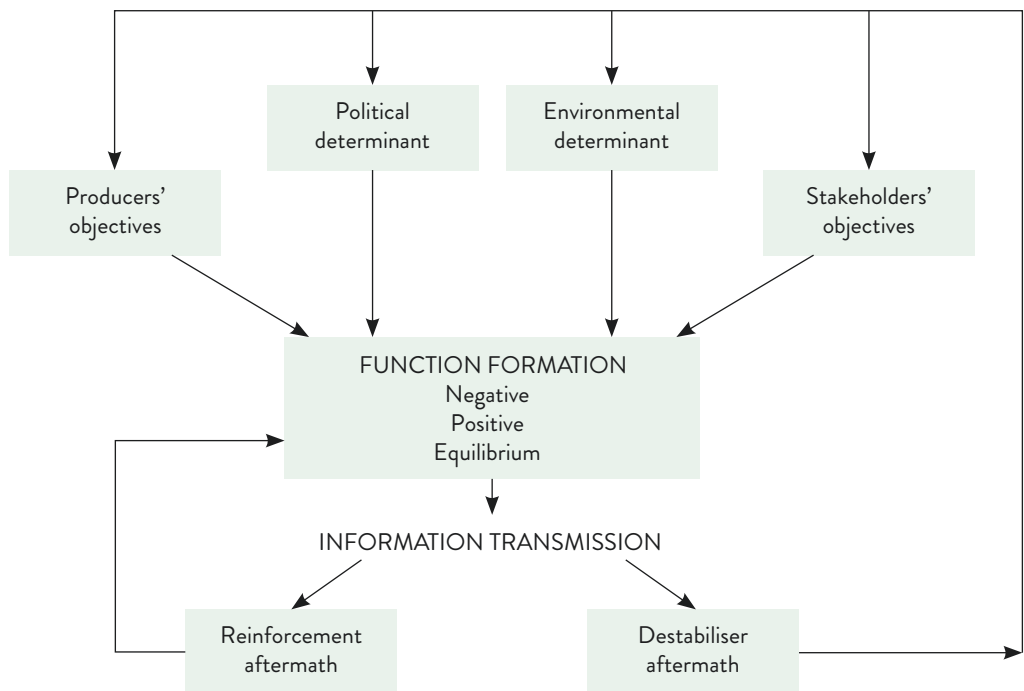 Political
determinant
Environmental
determinant
Producers’
objectives
Stakeholders’
objectives
FUNCTION FORMATION
Negative
Positive
Equilibrium
INFORMATION TRANSMISSION
Reinforcement
aftermath
Destabiliser
aftermath